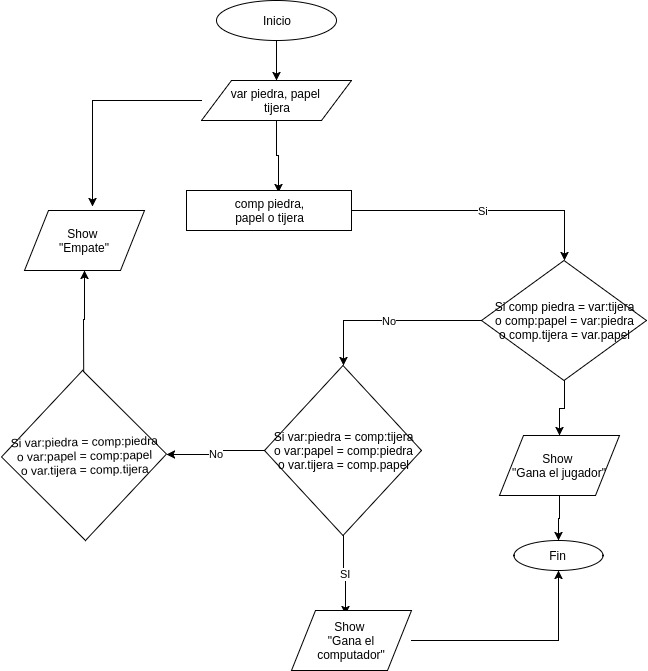 Inicio
var piedra, papel
tijera
comp piedra,
papel o tijera
Si
Show
"Empate"
Si comp piedra = var:tijera
o comp:papel = var:piedra
o comp.tijera = var.papel
No
Si var:piedra = comp:piedra
o var:papel = comp:papel
o var.tijera = comp.tijera
No
Si var:piedra = comp:tijera
o var:papel = comp:piedra
o var.tijera = comp.papel
Show
"Gana el jugador"
Fin
SI
Show
"Gana el
computador"